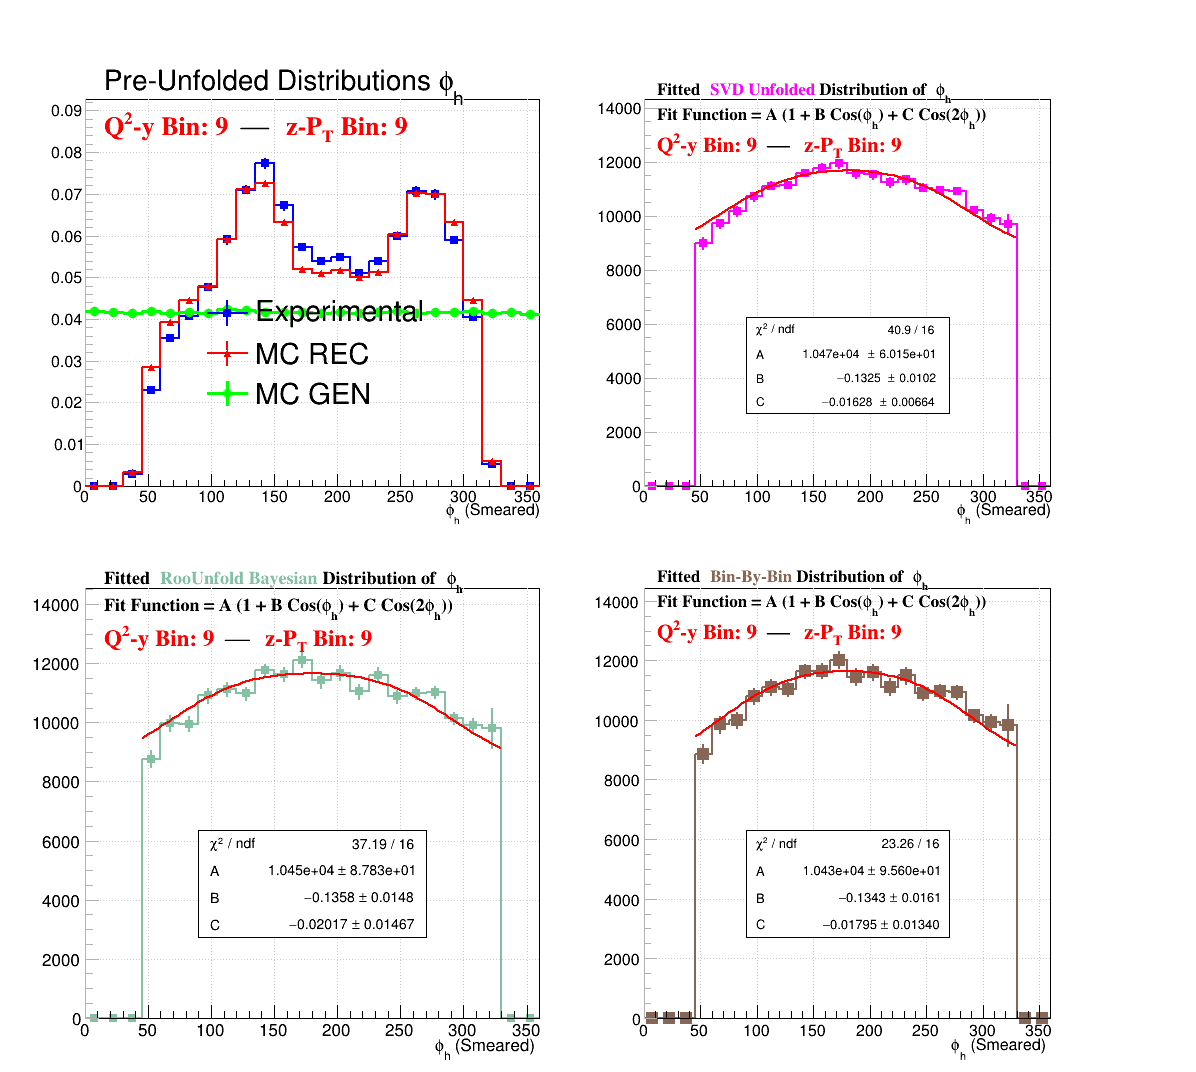 Pre-Unfolded Distributions ϕh
Q²-y Bin: 9 — z-PT Bin: 9
0.09
0.08
0.07
0.06
0.05
0.04
0.03
0.02
0.01
0
Experimental
MC REC
MC GEN
0 50 100 150 200 250 300 350
ϕh (Smeared)
Fitted SVD Unfolded Distribution of ϕh
Fit Function = A (1 + B Cos(ϕh) + C Cos(2ϕh))
Q²-y Bin: 9 — z-PT Bin: 9
14000
12000
10000
8000
6000
4000
2000
0
χ² / ndf 40.9 / 16
A 1.047e+04 ± 6.015e+01
B −0.1325 ± 0.0102
C −0.01628 ± 0.00664
0 50 100 150 200 250 300 350
ϕh (Smeared)
Fitted RooUnfold Bayesian Distribution of ϕh
Fit Function = A (1 + B Cos(ϕh) + C Cos(2ϕh))
Q²-y Bin: 9 — z-PT Bin: 9
14000
12000
10000
8000
6000
4000
2000
0
χ² / ndf 37.19 / 16
A 1.045e+04 ± 8.783e+01
B −0.1358 ± 0.0148
C −0.02017 ± 0.01467
0 50 100 150 200 250 300 350
ϕh (Smeared)
Fitted Bin-By-Bin Distribution of ϕh
Fit Function = A (1 + B Cos(ϕh) + C Cos(2ϕh))
Q²-y Bin: 9 — z-PT Bin: 9
14000
12000
10000
8000
6000
4000
2000
0
χ² / ndf 23.26 / 16
A 1.043e+04 ± 9.560e+01
B −0.1343 ± 0.0161
C −0.01795 ± 0.01340
0 50 100 150 200 250 300 350
ϕh (Smeared)